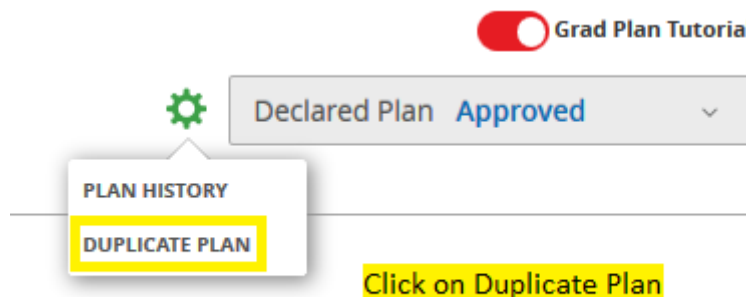 Grad Plan Tutoria
Declared Plan Approved
PLAN HISTORY
DUPLICATE PLAN
Click on Duplicate Plan